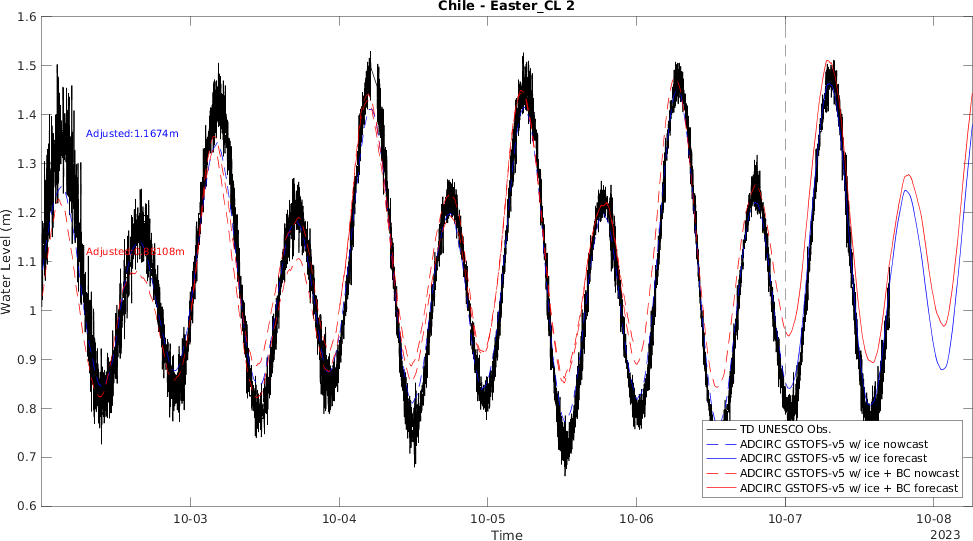 Chile - Easter_CL 2
Water Level (m)
1.6
1.5
1.4
1.3
1.2
1.1
1
0.9
0.8
0.7
0.6
Adjusted:1.1674m
TD UNESCO Obs.
ADCIRC GSTOFS-v5 w/ ice nowcast
ADCIRC GSTOFS-v5 w/ ice forecast
ADCIRC GSTOFS-v5 w/ ice + BC nowcast
ADCIRC GSTOFS-v5 w/ ice + BC forecast
10-03
10-04
10-05
10-06
10-07
10-08
Time
2023